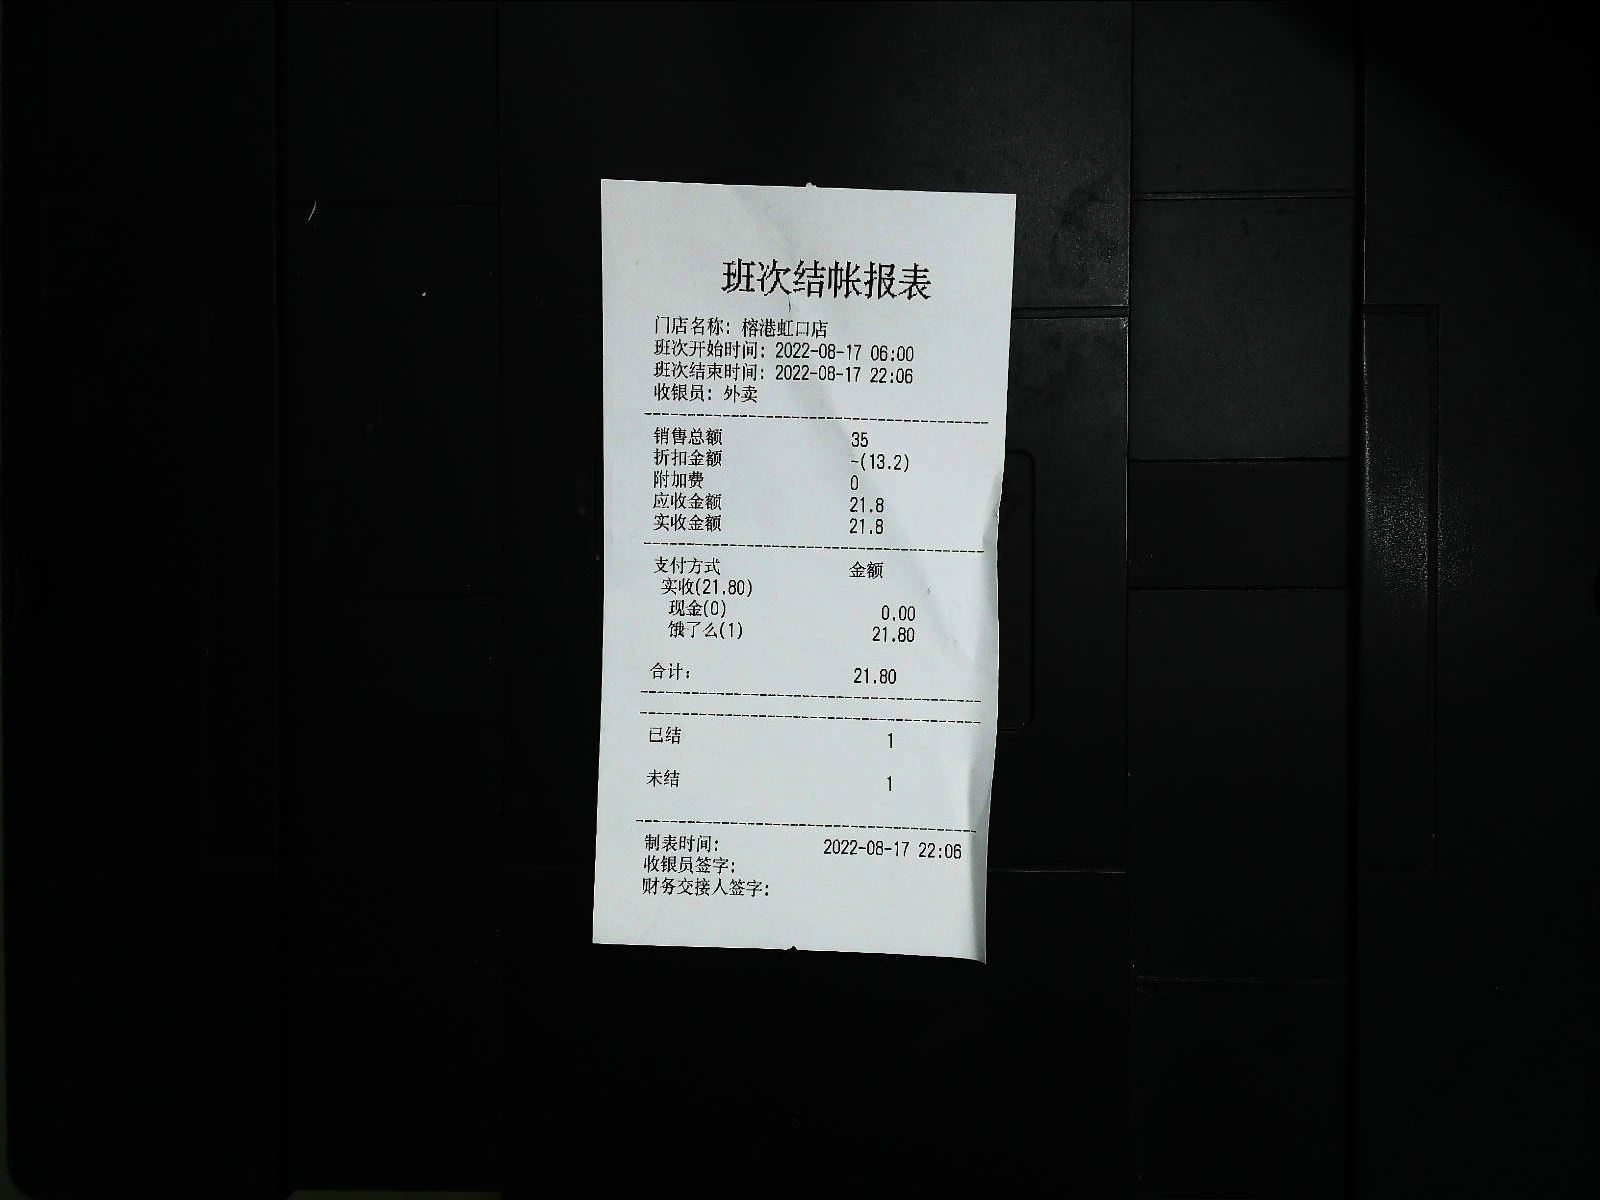 班次结帐报表
门店名称: 榕港虹口店
班次开始时间: 2022-08-17 06:00
班次结束时间: 2022-08-17 22:06
收银员: 外卖
销售总额 35
折扣金额 -(13.2)
附加费 0
应收金额 21.8
实收金额 21.8
支付方式 金额
实收(21.80)
现金(0) 0.00
饿了么(1) 21.80
合计: 21.80
已结 1
未结 1
制表时间: 2022-08-17 22:06
收银员签字:
财务交接人签字: